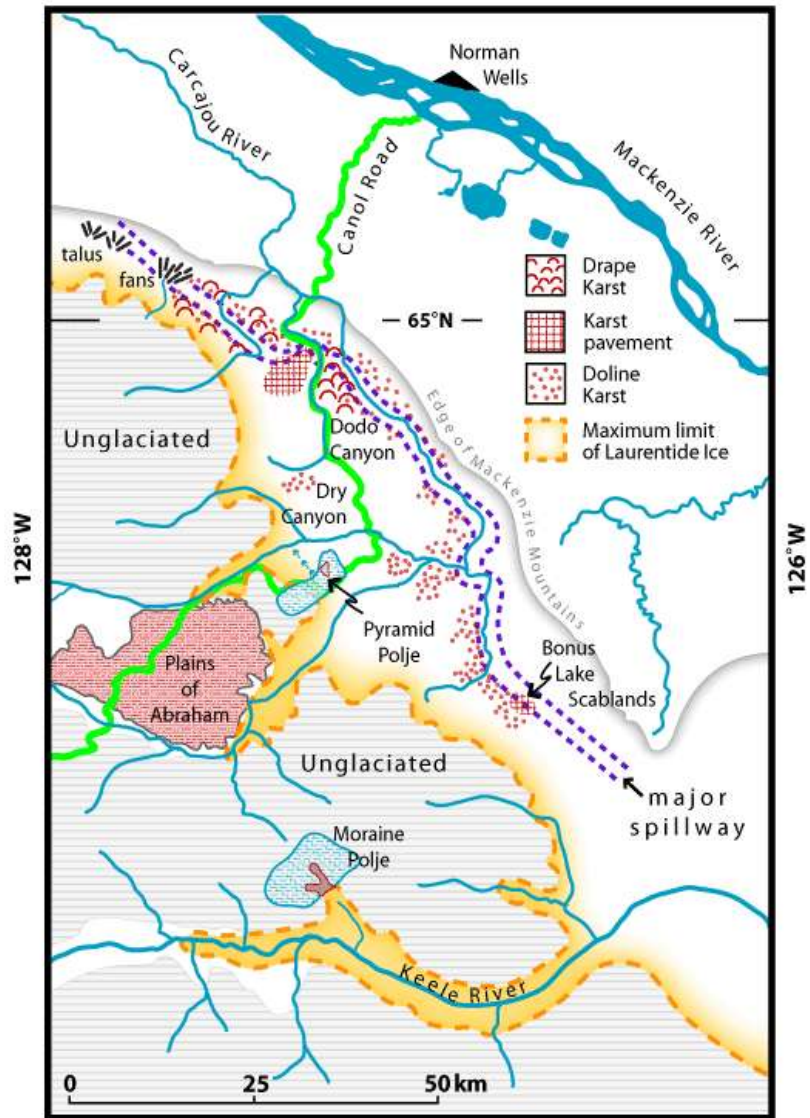 Norman
Wells
Carcajou River
Mackenzie River
Canol Road
talus
fans
Drape
Karst
65°N
Karst
pavement
Doline
Karst
Edge of Mackenzie Mountains
Maximum limit
of Laurentide Ice
Unglaciated
Dodo
Canyon
Dry
Canyon
128°W
126°W
Pyramid
Polje
Plains
of
Abraham
Bonus
Lake
Scablands
Unglaciated
major
spillway
Moraine
Polje
Keele River
0 25 50 km